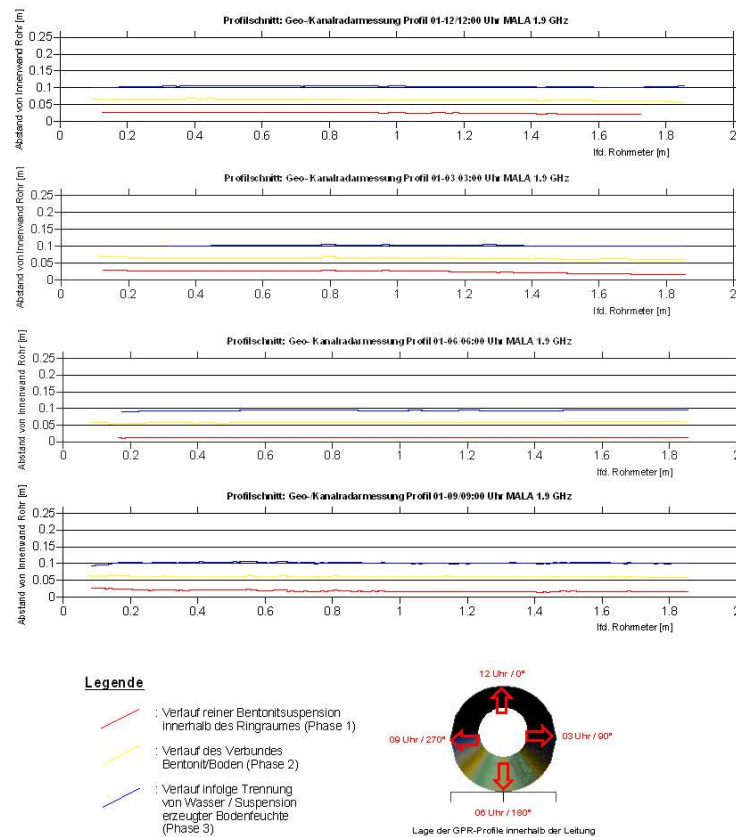 Profilschnitt: Geo-/Kanalradarmessung Profil 01-12/12:00 Uhr MALA 1.9 GHz
Abstand von Innenwand Rohr [m]
0.25
0.2
0.15
0.1
0.05
0
0 0.2 0.4 0.6 0.8 1 1.2 1.4 1.6 1.8 2
lfd. Rohrmeter [m]
Profilschnitt: Geo-/Kanalradarmessung Profil 01-03/03:00 Uhr MALA 1.9 GHz
Abstand von Innenwand Rohr [m]
0.25
0.2
0.15
0.1
0.05
0
0 0.2 0.4 0.6 0.8 1 1.2 1.4 1.6 1.8 2
lfd. Rohrmeter [m]
Profilschnitt: Geo-/Kanalradarmessung Profil 01-06/06:00 Uhr MALA 1.9 GHz
Abstand von Innenwand Rohr [m]
0.25
0.2
0.15
0.1
0.05
0
0 0.2 0.4 0.6 0.8 1 1.2 1.4 1.6 1.8 2
lfd. Rohrmeter [m]
Profilschnitt: Geo-/Kanalradarmessung Profil 01-09/09:00 Uhr MALA 1.9 GHz
Abstand von Innenwand Rohr [m]
0.25
0.2
0.15
0.1
0.05
0
0 0.2 0.4 0.6 0.8 1 1.2 1.4 1.6 1.8 2
lfd. Rohrmeter [m]
Legende
: Verlauf reiner Bentonitsuspension
innerhalb des Ringraumes (Phase 1)
: Verlauf des Verbundes
Bentonit/Boden (Phase 2)
: Verlauf infolge Trennung
von Wasser / Suspension
erzeugter Bodenfeuchte
(Phase 3)
12 Uhr / 0°
09 Uhr / 270°
03 Uhr / 90°
06 Uhr / 180°
Lage der GPR-Profile innerhalb der Leitung